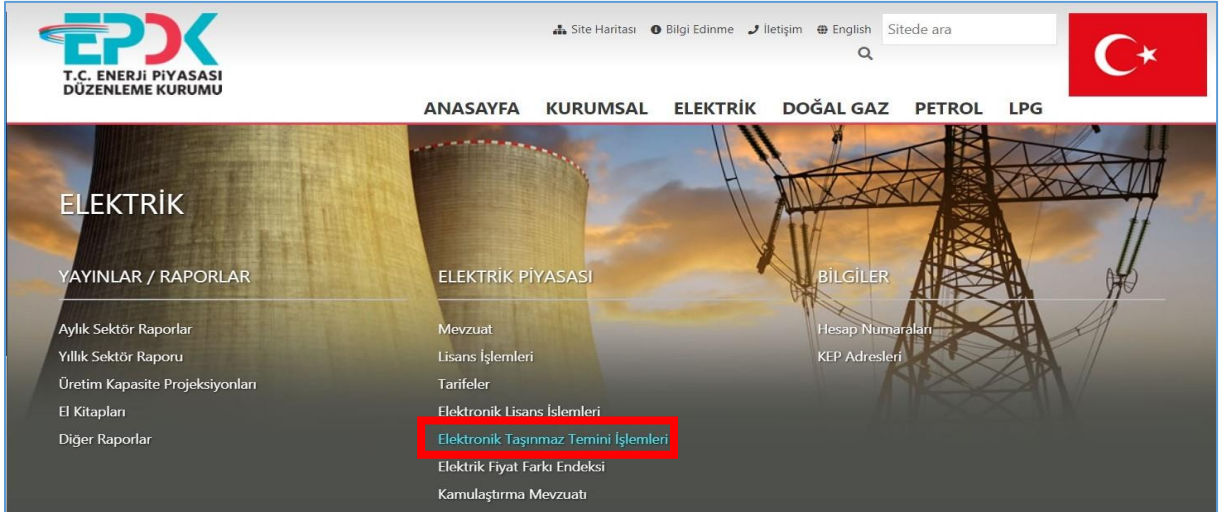 EPDK
T.C. ENERJİ PİYASASI
DÜZENLEME KURUMU
Site Haritası Bilgi Edinme İletişim English Sitede ara
ANASAYFA KURUMSAL ELEKTRİK DOĞAL GAZ PETROL LPG
ELEKTRİK
YAYINLAR / RAPORLAR
Aylık Sektör Raporlar
Yıllık Sektör Raporu
Üretim Kapasite Projeksiyonları
El Kitapları
Diğer Raporlar
ELEKTRİK PİYASASI
Mevzuat
Lisans İşlemleri
Tarifeler
Elektronik Lisans İşlemleri
Elektronik Taşınmaz Temini İşlemleri
Elektrik Fiyat Farkı Endeksi
Kamulaştırma Mevzuatı
BİLGİLER
Hesap Numaraları
KEP Adresleri